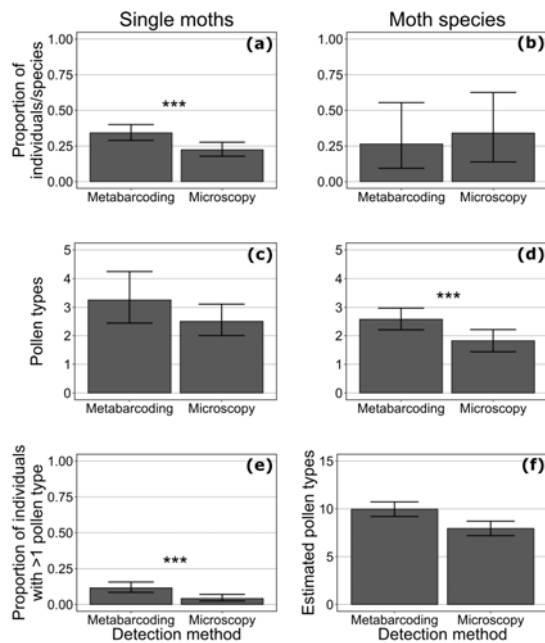 Single moths
Moth species
Proportion of
individuals/species
1.00
0.75
0.50
0.25
0.00
(a)
***
Metabarcoding Microscopy
1.00
0.75
0.50
0.25
0.00
(b)
Metabarcoding Microscopy
Pollen types
5
4
3
2
1
0
(c)
Metabarcoding Microscopy
5
4
3
2
1
0
(d)
***
Metabarcoding Microscopy
Proportion of individuals
with >1 pollen type
1.00
0.75
0.50
0.25
0.00
(e)
***
Metabarcoding Microscopy
Detection method
Estimated pollen types
15
10
5
0
(f)
Metabarcoding Microscopy
Detection method